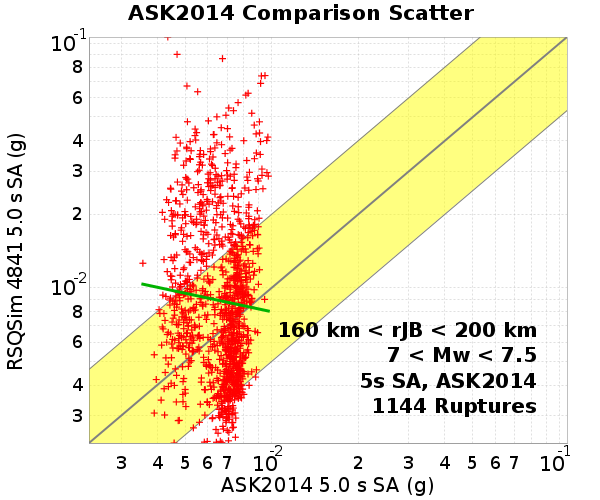 ASK2014 Comparison Scatter
RSQSim 4841 5.0 s SA (g)
10-1
8
6
4
3
2
10-2
8
6
4
3
160 km < rJB < 200 km
7 < Mw < 7.5
5s SA, ASK2014
1144 Ruptures
3 4 5 6 7 10-2 2 3 4 5 6 7 10-1
ASK2014 5.0 s SA (g)